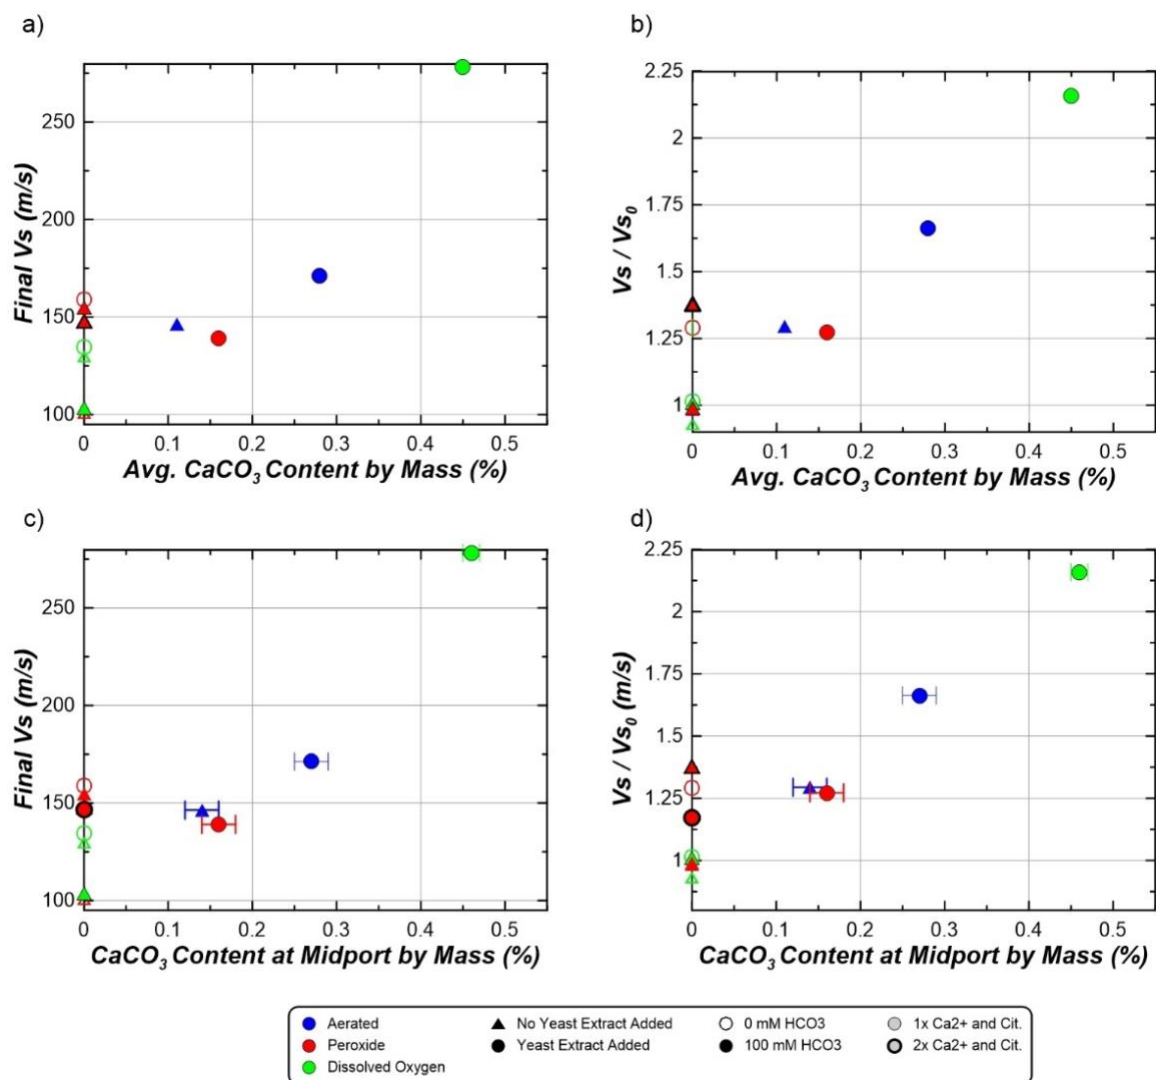 a)
Final Vs (m/s)
250
200
150
100
0
0.1
0.2
0.3
0.4
0.5
Avg. CaCO3 Content by Mass (%)
b)
Vs / Vs0
2.25
2
1.75
1.5
1.25
1
0
0.1
0.2
0.3
0.4
0.5
Avg. CaCO3 Content by Mass (%)
c)
Final Vs (m/s)
250
200
150
100
0
0.1
0.2
0.3
0.4
0.5
CaCO3 Content at Midport by Mass (%)
d)
Vs / Vs0 (m/s)
2.25
2
1.75
1.5
1.25
1
0
0.1
0.2
0.3
0.4
0.5
CaCO3 Content at Midport by Mass (%)
Aerated
Peroxide
Dissolved Oxygen
No Yeast Extract Added
Yeast Extract Added
0 mM HCO3
100 mM HCO3
1x Ca2+ and Cit.
2x Ca2+ and Cit.